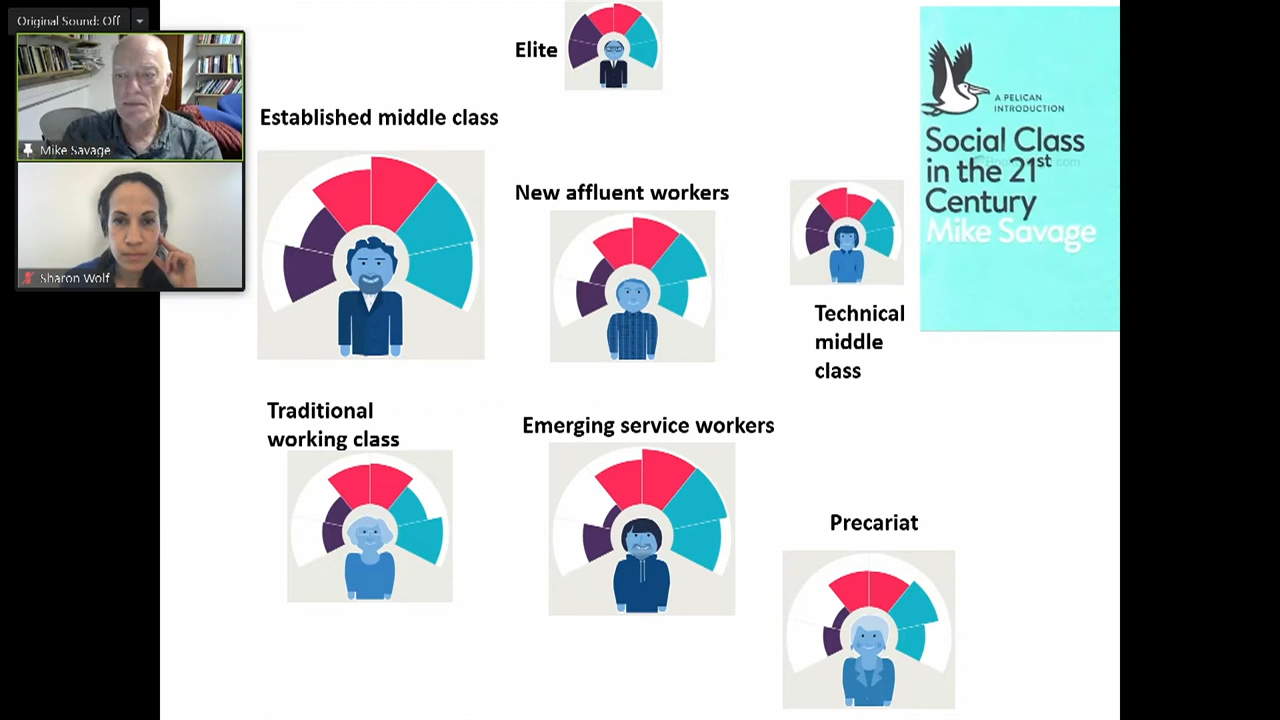 Original Sound: Off
Mike Savage
Sharon Wolf
Elite
Established middle class
New affluent workers
Technical
middle
class
Traditional
working class
Emerging service workers
Precariat
A PELICAN
INTRODUCTION
Social Class
in the 21st
Century
Mike Savage